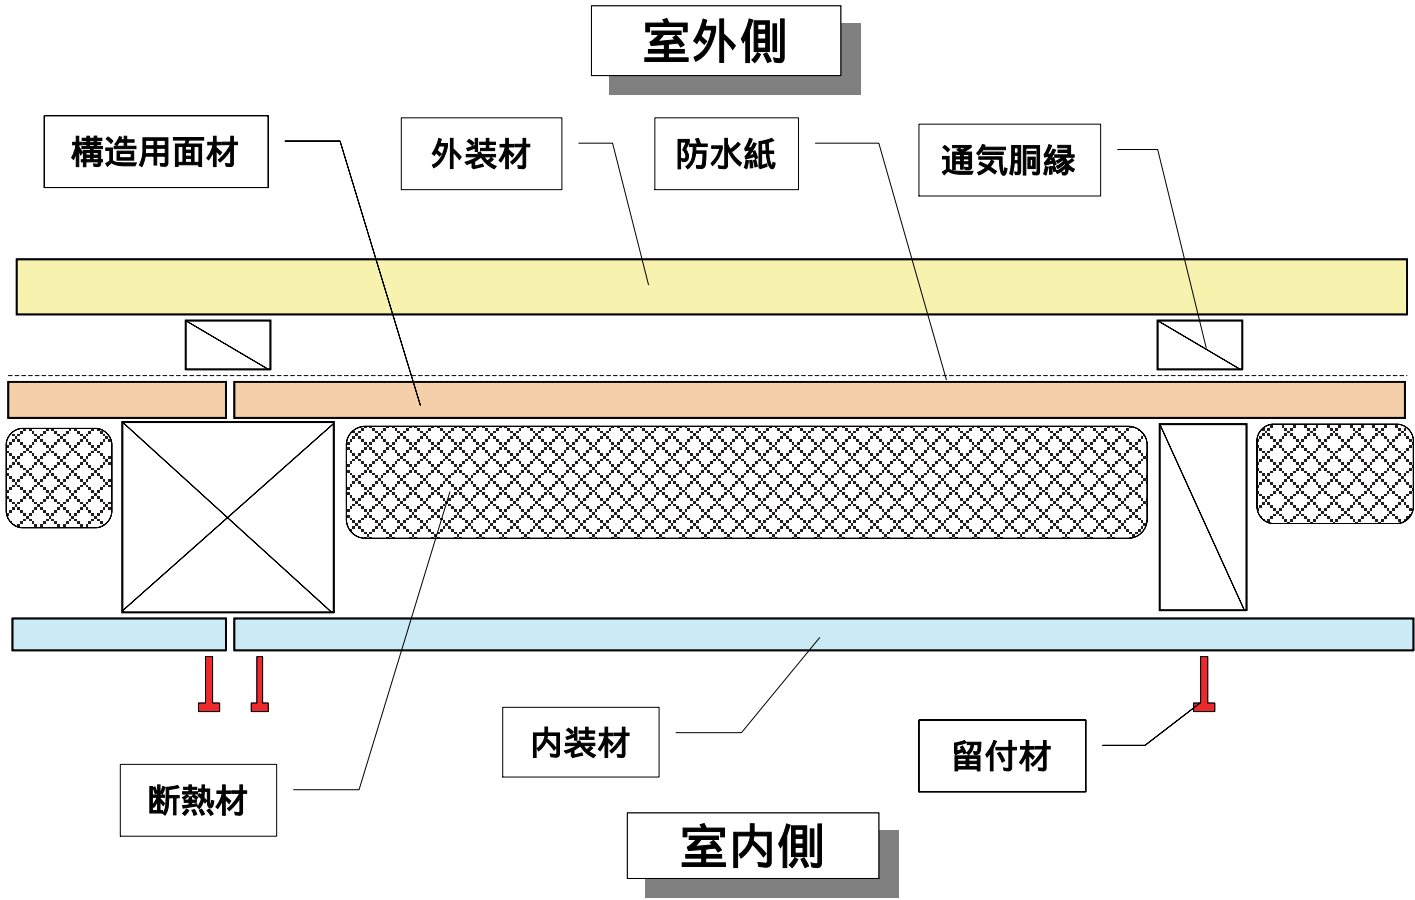 室外側
構造用面材
外装材
防水紙
通気胴縁
内装材
留付材
断熱材
室内側